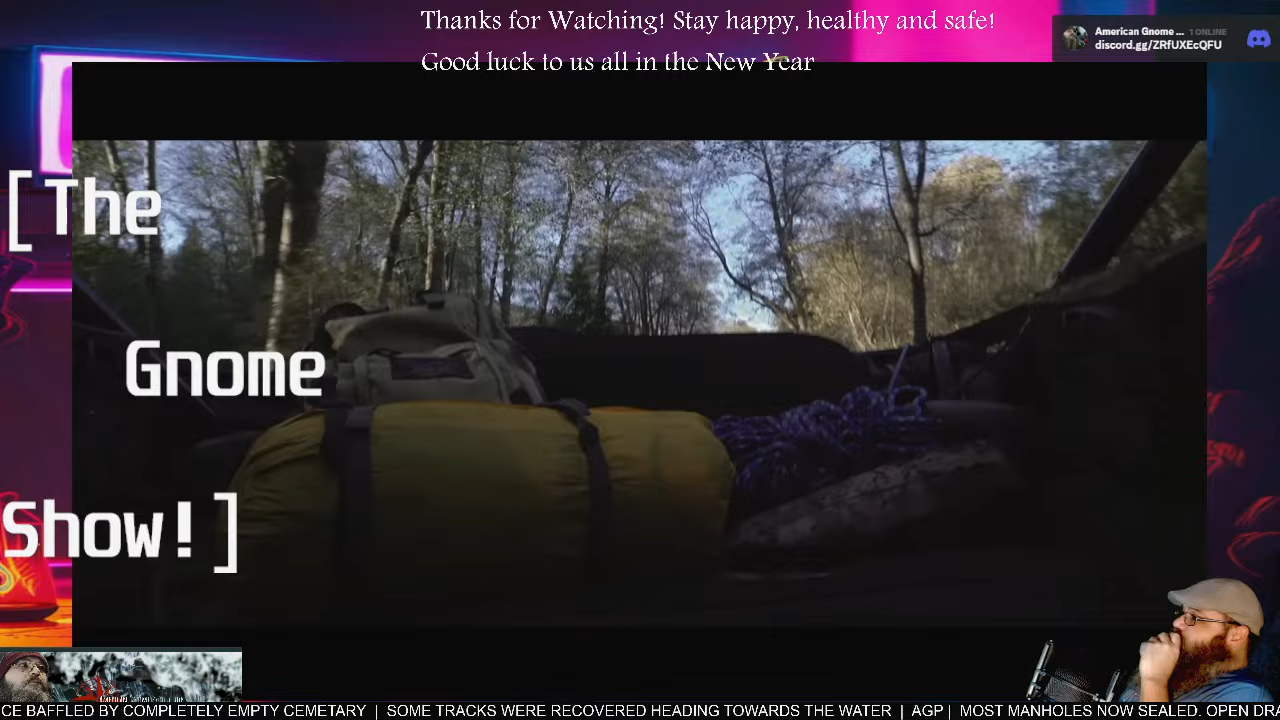 Thanks for Watching! Stay happy, healthy and safe!
Good luck to us all in the New Year
American Gnome ... 1 ONLINE
discord.gg/ZRfUXEcQFU
[The
Gnome
Show!]
CE BAFFLED BY COMPLETELY EMPTY CEMETARY | SOME TRACKS WERE RECOVERED HEADING TOWARDS THE WATER | AGP | MOST MANHOLES NOW SEALED. OPEN DRA